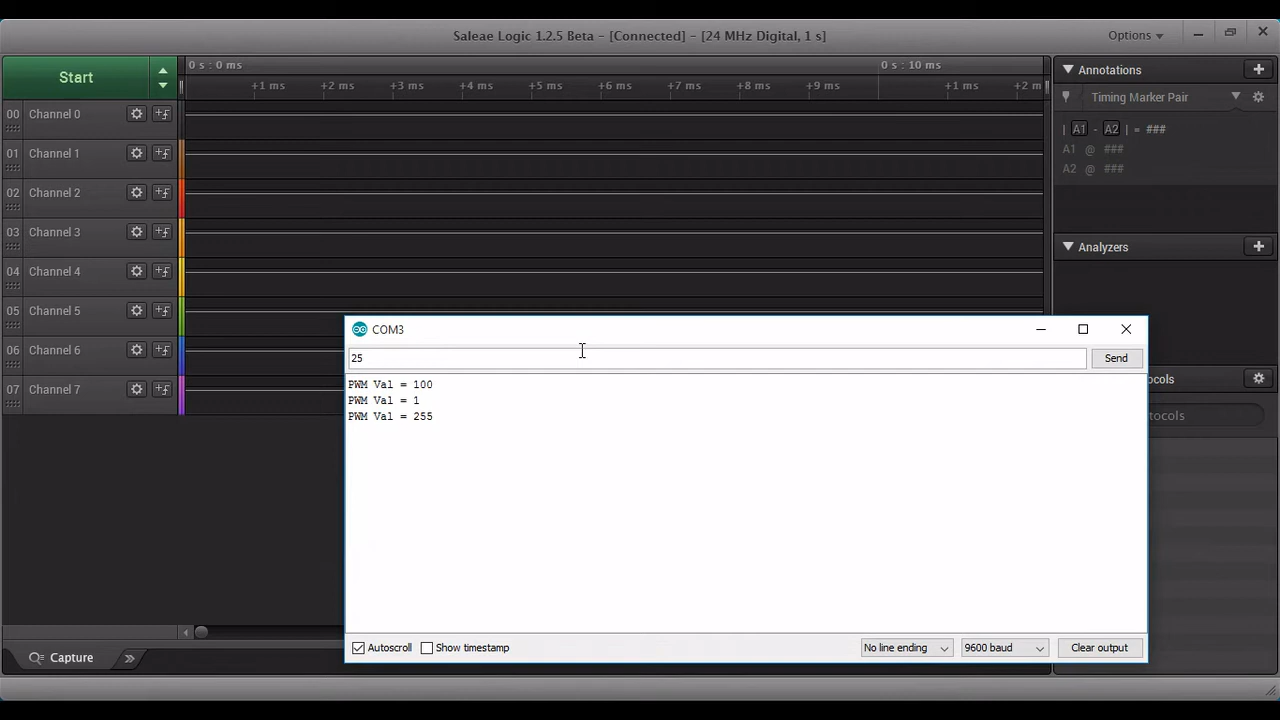 Saleae Logic 1.2.5 Beta - [Connected] - [24 MHz Digital, 1 s]
Options
Start
0 s : 0 ms
0 s : 10 ms
+1 ms
+2 ms
+3 ms
+4 ms
+5 ms
+6 ms
+7 ms
+8 ms
+9 ms
+1 ms
+2 m
00 Channel 0
01 Channel 1
02 Channel 2
03 Channel 3
04 Channel 4
05 Channel 5
06 Channel 6
07 Channel 7
Annotations
Timing Marker Pair
| A1 - A2 | = ###
A1 @ ###
A2 @ ###
Analyzers
ocols
tocols
COM3
25
Send
PWM Val = 100
PWM Val = 1
PWM Val = 255
Autoscroll
Show timestamp
No line ending
9600 baud
Clear output
Capture